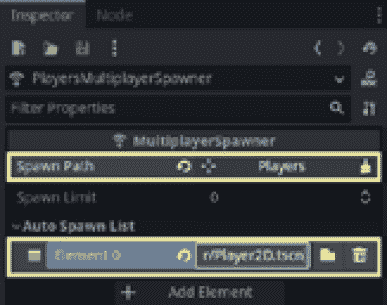 Inspector Node
PlayersMultiplayerSpawner
Filter Properties
MultiplayerSpawner
Spawn Path Players
Spawn Limit 0
Auto Spawn List
Element 0 r/Player2D.tscn
Add Element